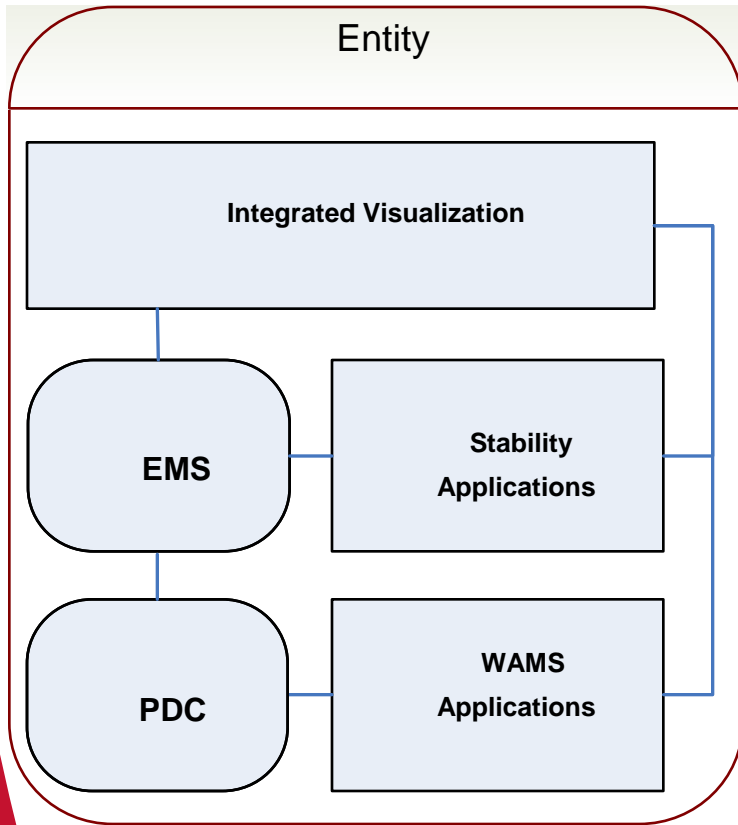 Entity
Integrated Visualization
EMS
Stability
Applications
PDC
WAMS
Applications